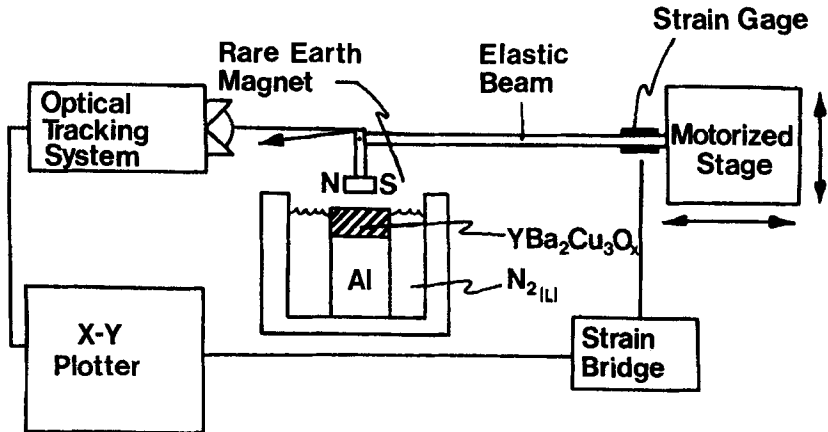 Strain Gage
Rare Earth
Magnet
Elastic
Beam
Optical
Tracking
System
Motorized
Stage
N S
YBa₂Cu₃Oₓ
Al
N₂₍L₎
X-Y
Plotter
Strain
Bridge